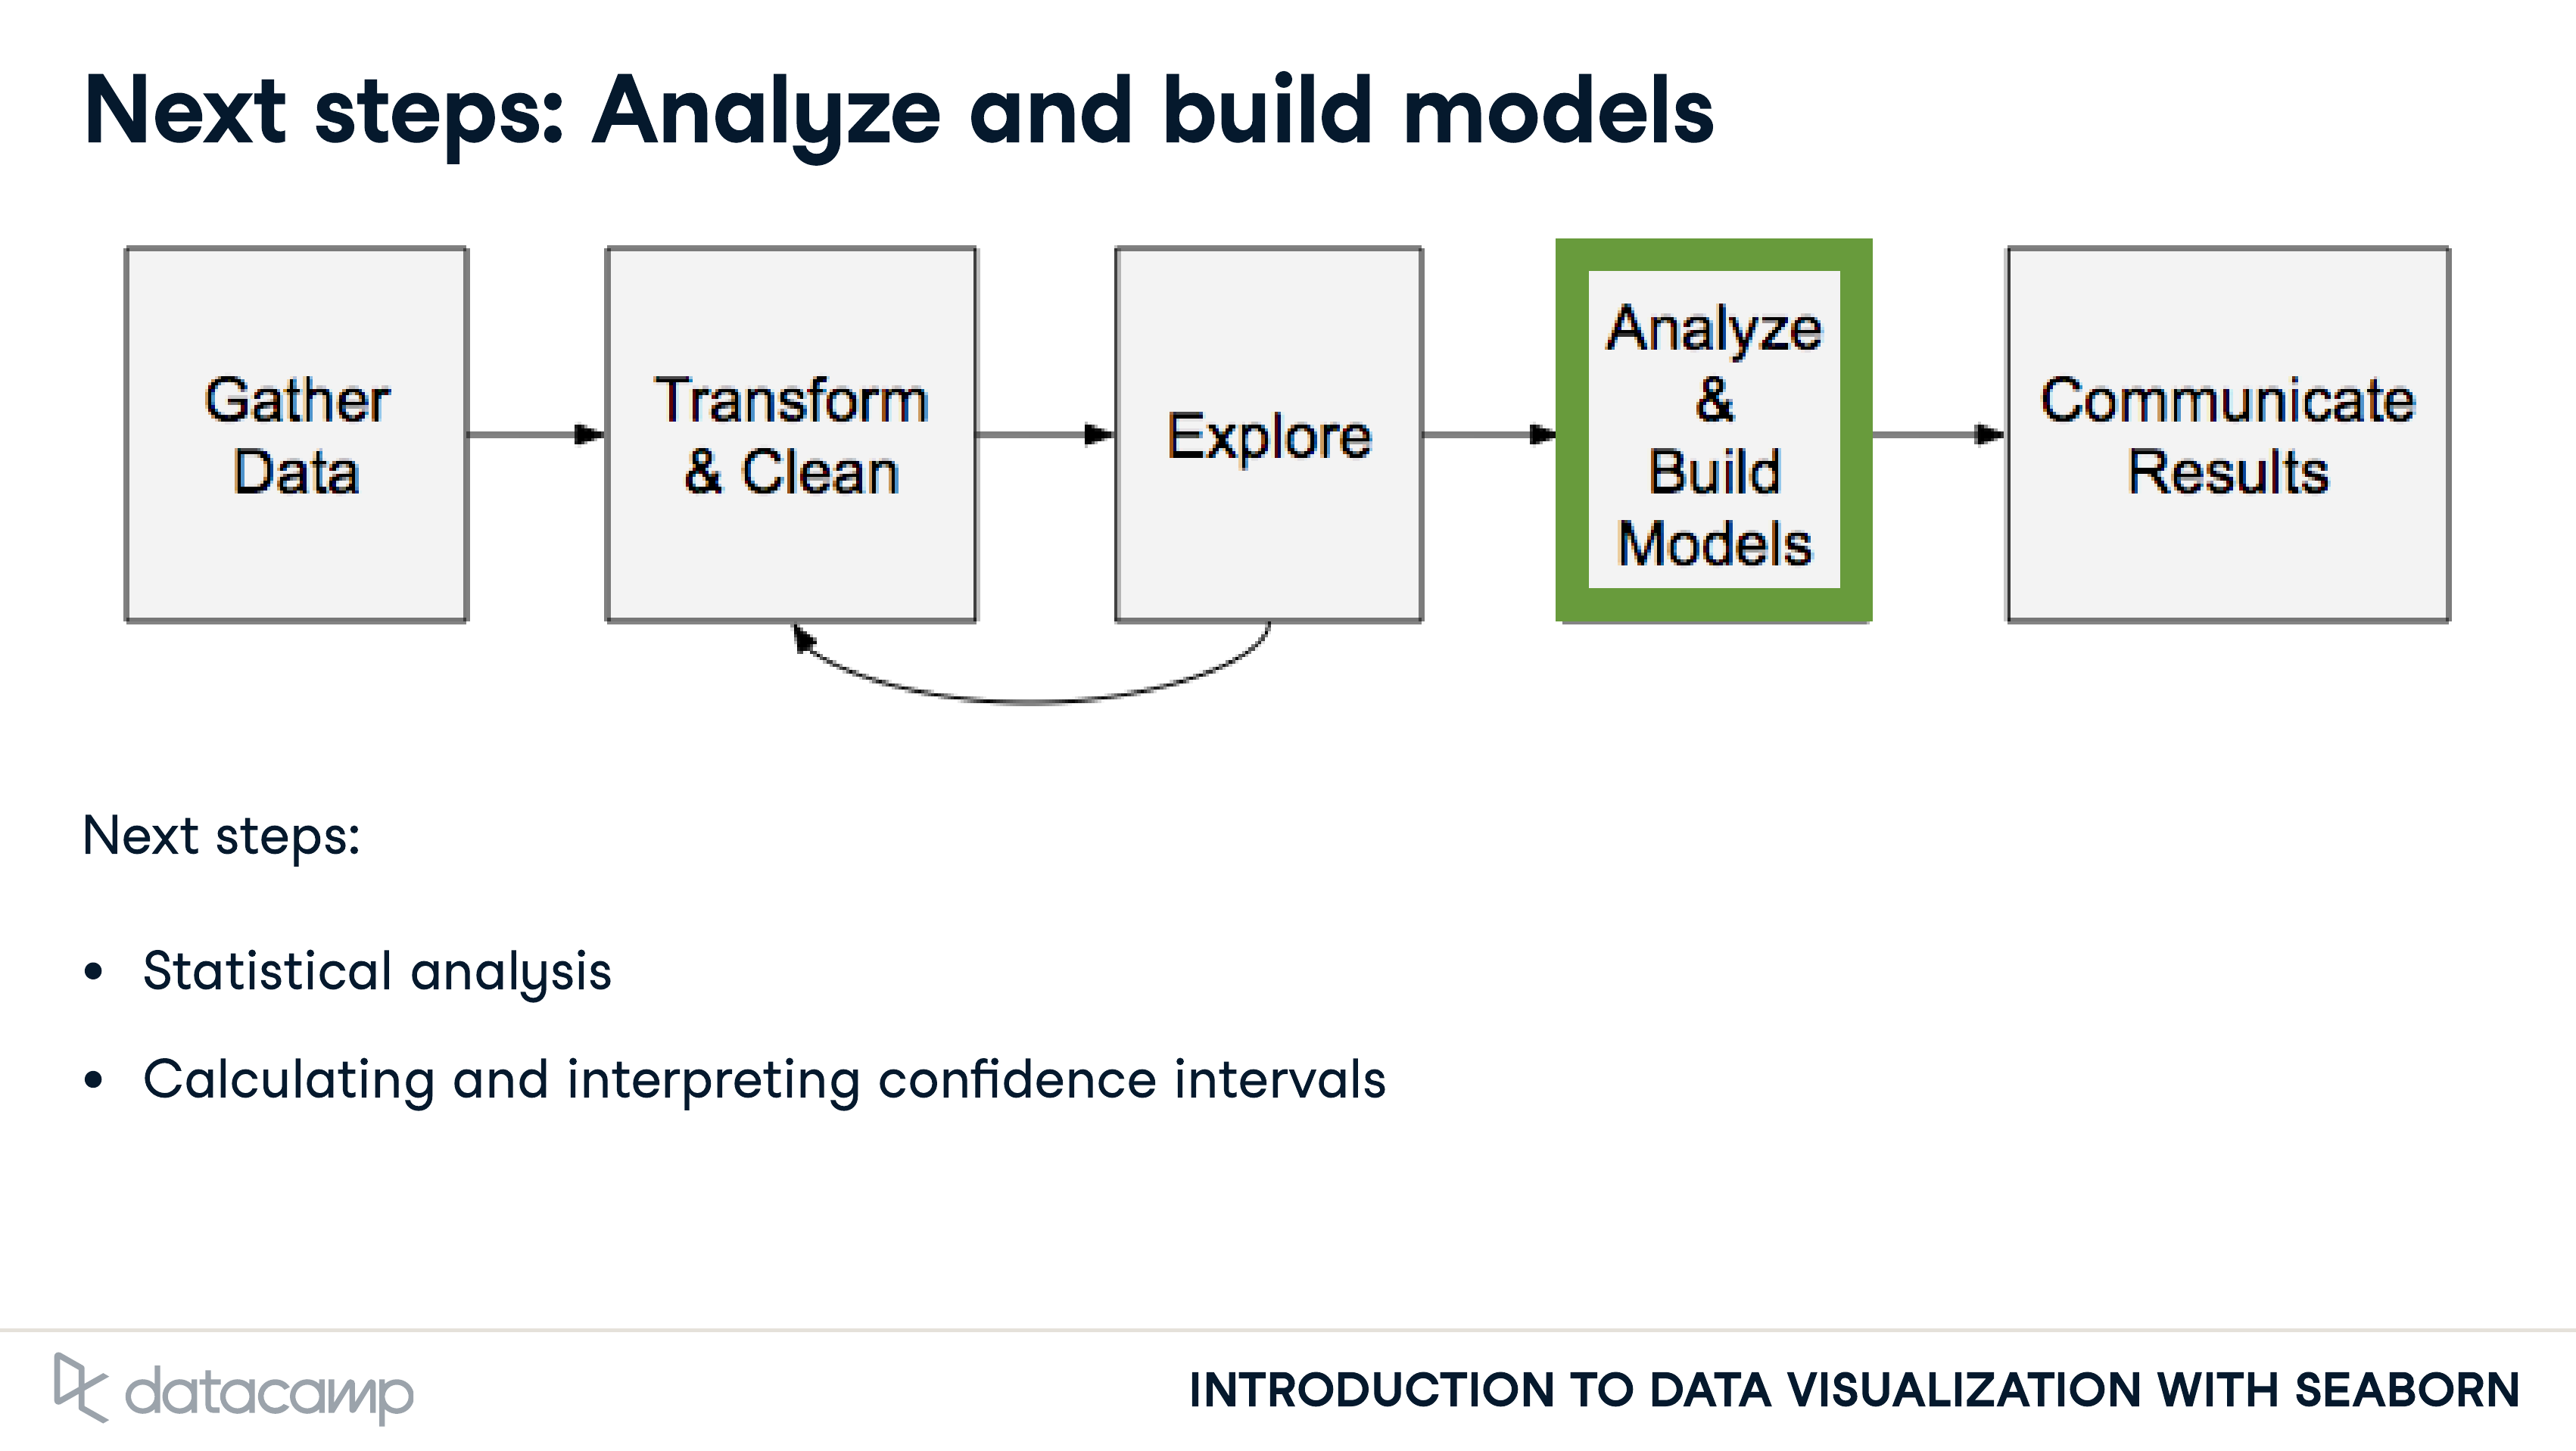 Next steps: Analyze and build models
Gather
Data
Transform
& Clean
Explore
Analyze
&
Build
Models
Communicate
Results
Next steps:
• Statistical analysis
• Calculating and interpreting confidence intervals
datacamp
INTRODUCTION TO DATA VISUALIZATION WITH SEABORN